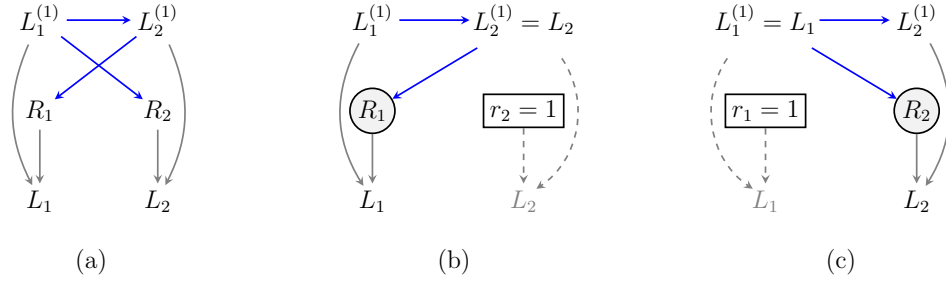 L_1^{(1)} L_2^{(1)} L_1^{(1)} L_2^{(1)} = L_2 L_1^{(1)} = L_1 L_2^{(1)}
R_1 R_2 R_1 r_2 = 1 r_1 = 1 R_2
L_1 L_2 L_1 L_2 L_1 L_2
(a) (b) (c)